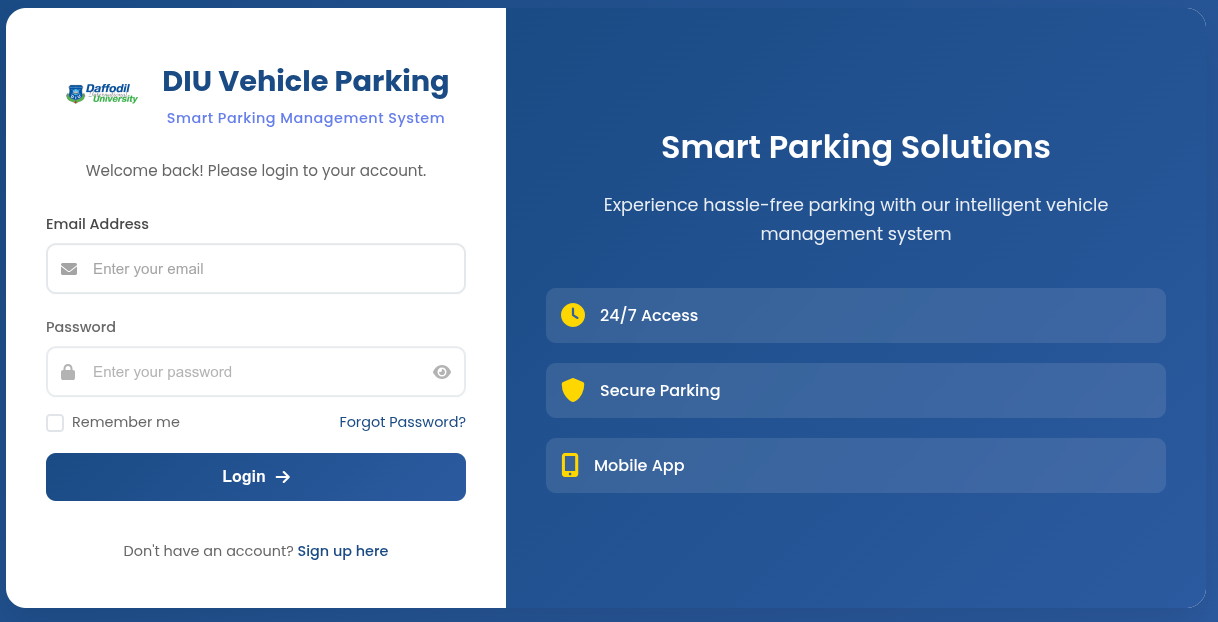 Daffodil
International
University
DIU Vehicle Parking
Smart Parking Management System
Welcome back! Please login to your account.
Email Address
Enter your email
Password
Enter your password
Remember me
Forgot Password?
Login
Don't have an account? Sign up here
Smart Parking Solutions
Experience hassle-free parking with our intelligent vehicle
management system
24/7 Access
Secure Parking
Mobile App